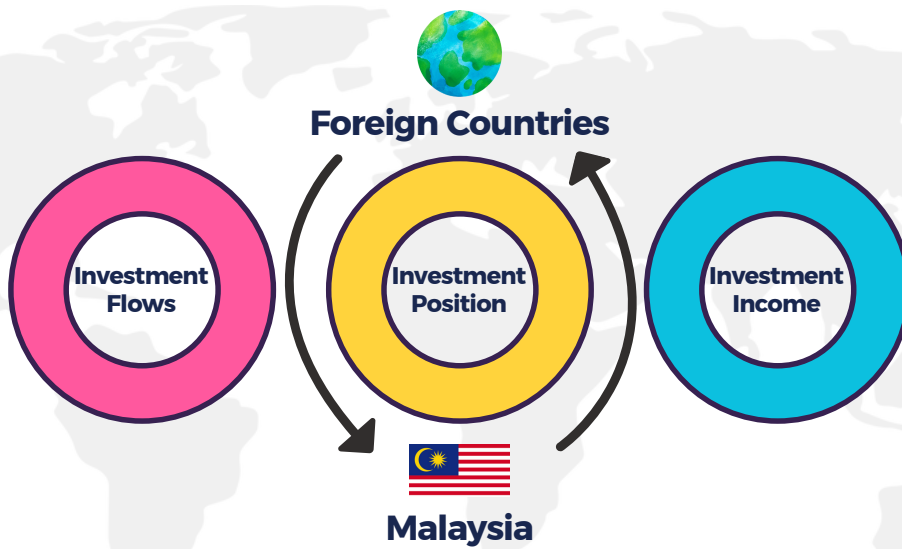 Foreign Countries
Investment
Flows
Investment
Position
Investment
Income
Malaysia